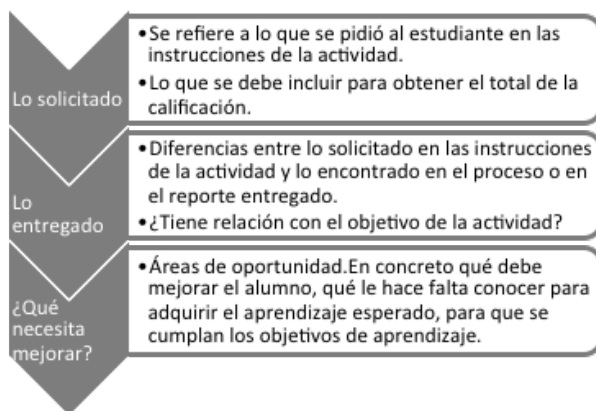 Lo solicitado
•Se refiere a lo que se pidió al estudiante en las
instrucciones de la actividad.
•Lo que se debe incluir para obtener el total de la
calificación.
Lo
entregado
•Diferencias entre lo solicitado en las instrucciones
de la actividad y lo encontrado en el proceso o en
el reporte entregado.
•¿Tiene relación con el objetivo de la actividad?
¿Qué
necesita
mejorar?
•Áreas de oportunidad.En concreto qué debe
mejorar el alumno, qué le hace falta conocer para
adquirir el aprendizaje esperado, para que se
cumplan los objetivos de aprendizaje.